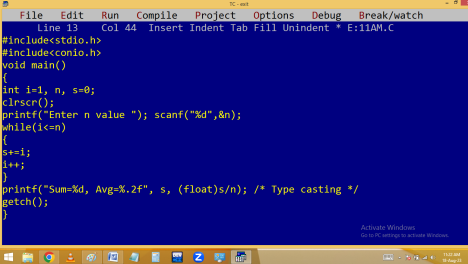 TC - exit
File Edit Run Compile Project Options Debug Break/watch
Line 13 Col 44 Insert Indent Tab Fill Unindent * E:11AM.C
#include<stdio.h>
#include<conio.h>
void main()
{
int i=1, n, s=0;
clrscr();
printf("Enter n value "); scanf("%d",&n);
while(i<=n)
{
s+=i;
i++;
}
printf("Sum=%d, Avg=%.2f", s, (float)s/n); /* Type casting */
getch();
}
Activate Windows
Go to PC settings to activate Windows.